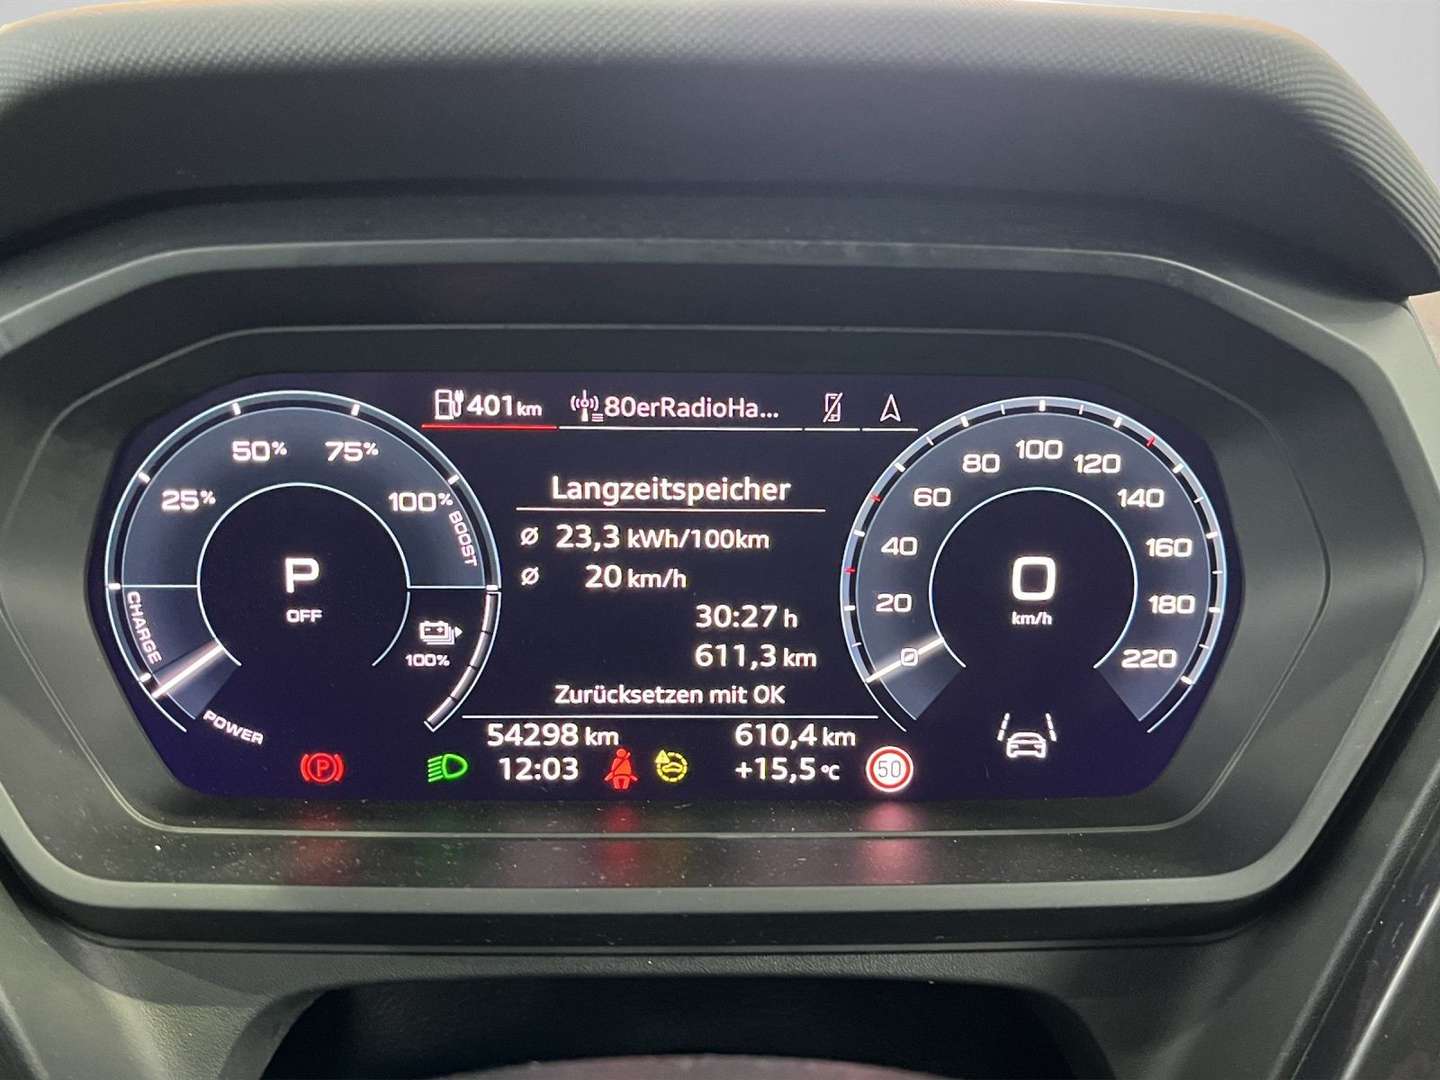 401 km
80erRadioHa...
25%
50%
75%
100%
BOOST
CHARGE
POWER
P
OFF
100%
Langzeitspeicher
Ø 23,3 kWh/100km
Ø 20 km/h
30:27 h
611,3 km
Zurücksetzen mit OK
54298 km
610,4 km
P
12:03
+15,5 °C
50
0
20
40
60
80
100
120
140
160
180
220
0
km/h